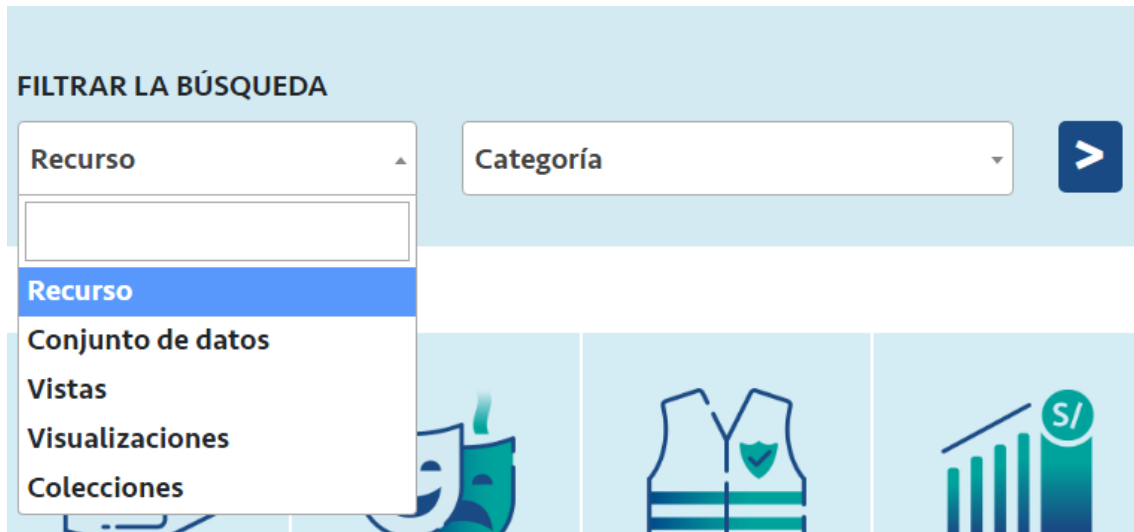 FILTRAR LA BÚSQUEDA
Recurso
Categoría
>
Recurso
Conjunto de datos
Vistas
Visualizaciones
Colecciones
S/